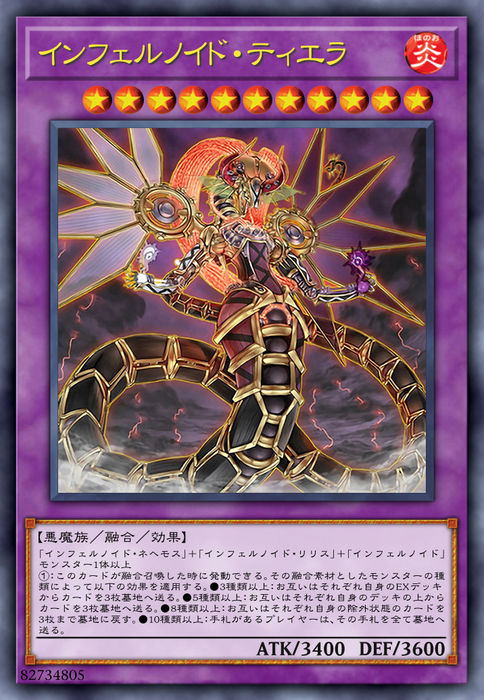 インフェルノイド・ティエラ
ほのお
炎
【悪魔族／融合／効果】
「インフェルノイド・ネヘモス」＋「インフェルノイド・リリス」＋「インフェルノイド」
モンスター1体以上
①：このカードが融合召喚した時に発動できる。その融合素材としたモンスターの種
類によって以下の効果を適用する。●3種類以上：お互いはそれぞれ自身のEXデッキ
からカードを3枚墓地へ送る。●5種類以上：お互いはそれぞれ自身のデッキの上から
カードを3枚墓地へ送る。●8種類以上：お互いはそれぞれ自身の除外状態のカードを
3枚まで墓地に戻す。●10種類以上：手札があるプレイヤーは、その手札を全て墓地へ
送る。
ATK/3400 DEF/3600
82734805